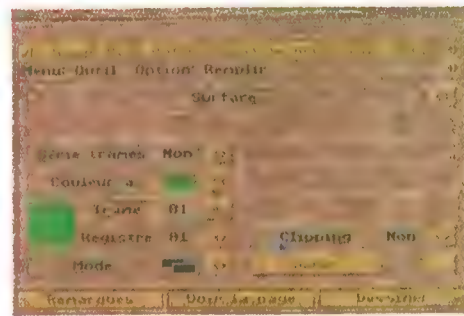 Menu: Outil Option: Remplir
Surface
Trames Non
Couleur a
Trame 01
Registre 01
Clipping Non
Mode
Remarques Voir la page Dessiner